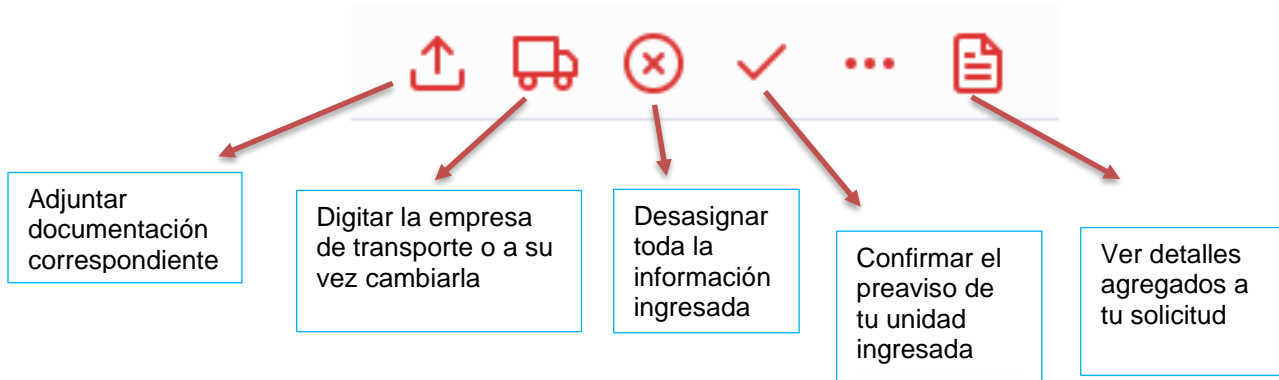 Adjuntar
documentación
correspondiente
Digitar la empresa
de transporte o a su
vez cambiarla
Desasignar
toda la
información
ingresada
Confirmar el
preaviso de
tu unidad
ingresada
Ver detalles
agregados a
tu solicitud